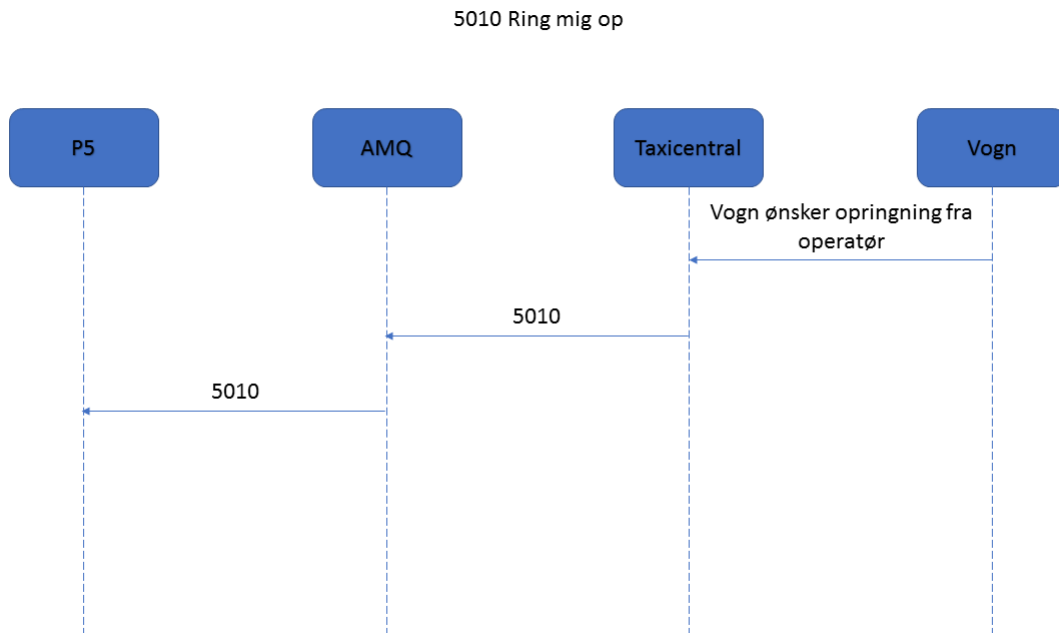 5010 Ring mig op
P5
AMQ
Taxicentral
Vogn
Vogn ønsker opringning fra
operatør
5010
5010